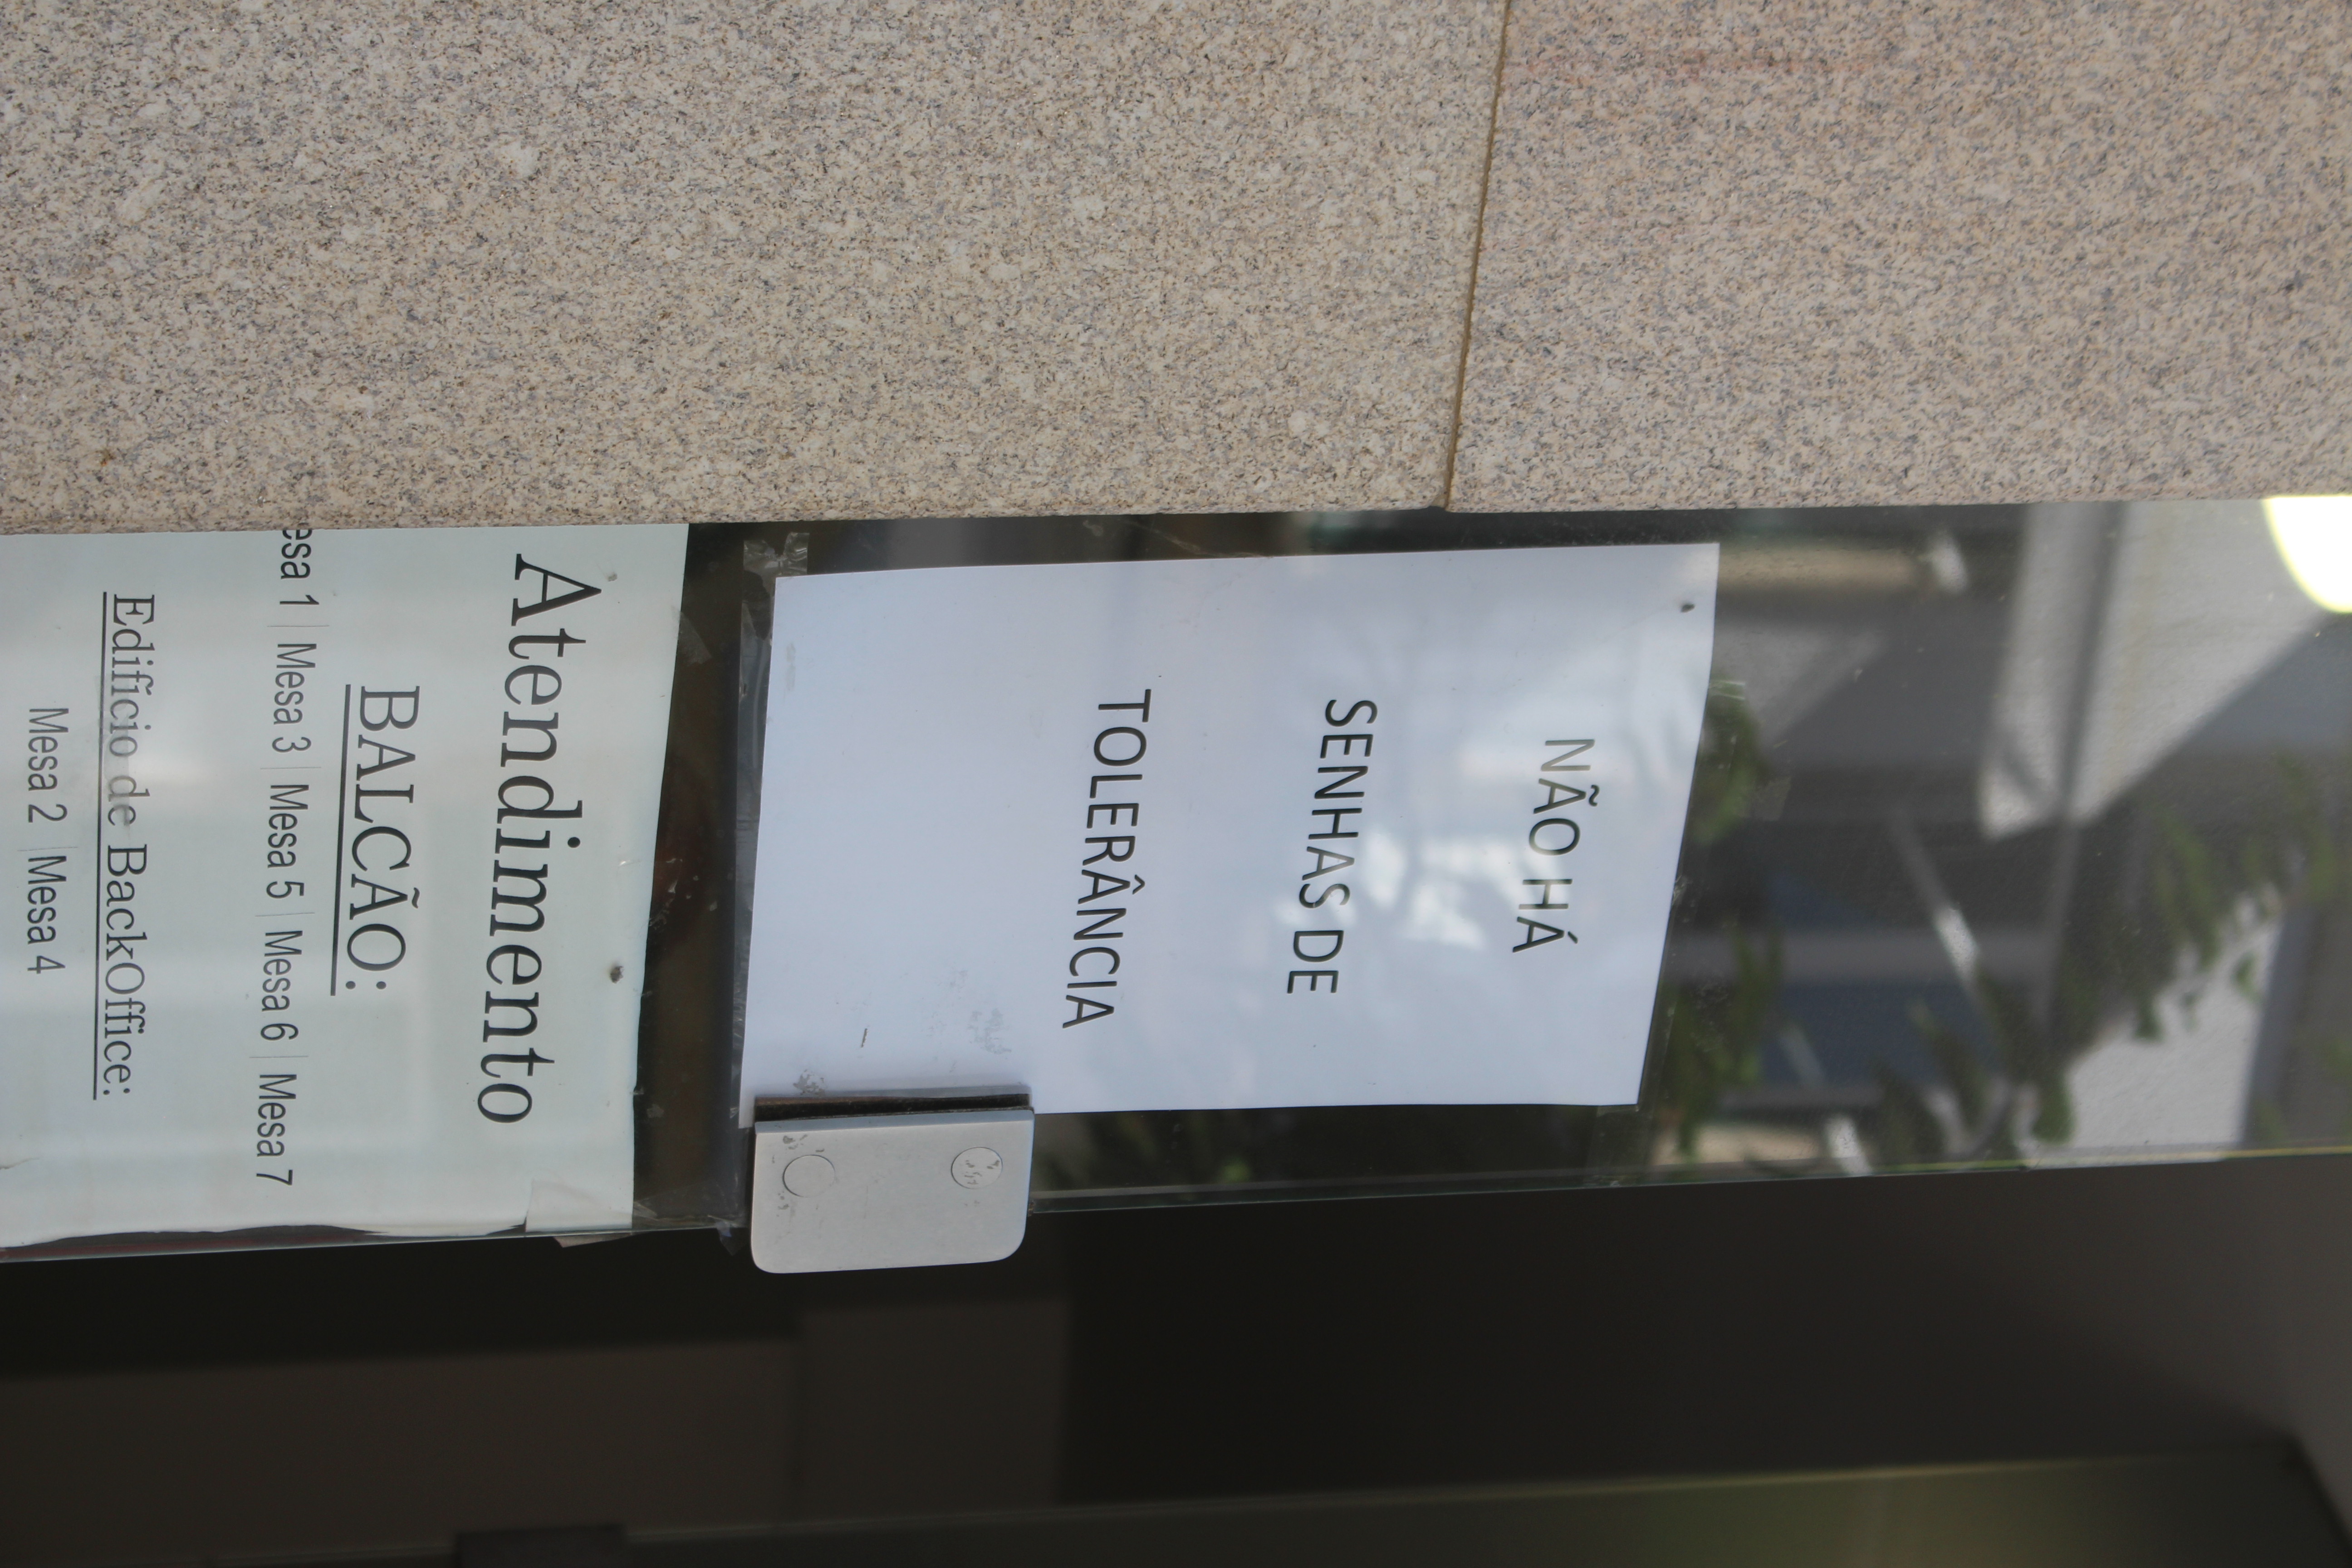 NÃO HÁ
SENHAS DE
TOLERÂNCIA
Atendimento
BALCÃO:
esa 1 | Mesa 3 | Mesa 5 | Mesa 6 | Mesa 7
Edifício de BackOffice:
Mesa 2 | Mesa 4